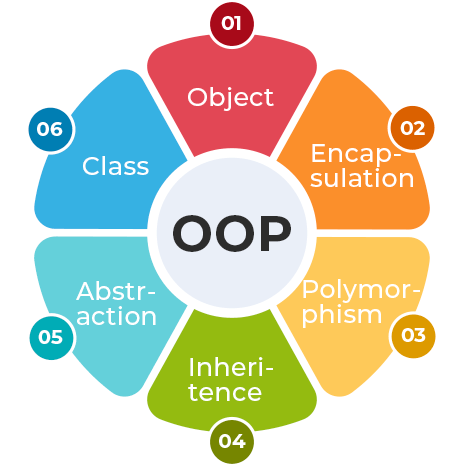 01
Object
02
Encap-
sulation
03
Polymor-
phism
04
Inheri-
tence
05
Abstr-
action
06
Class
OOP